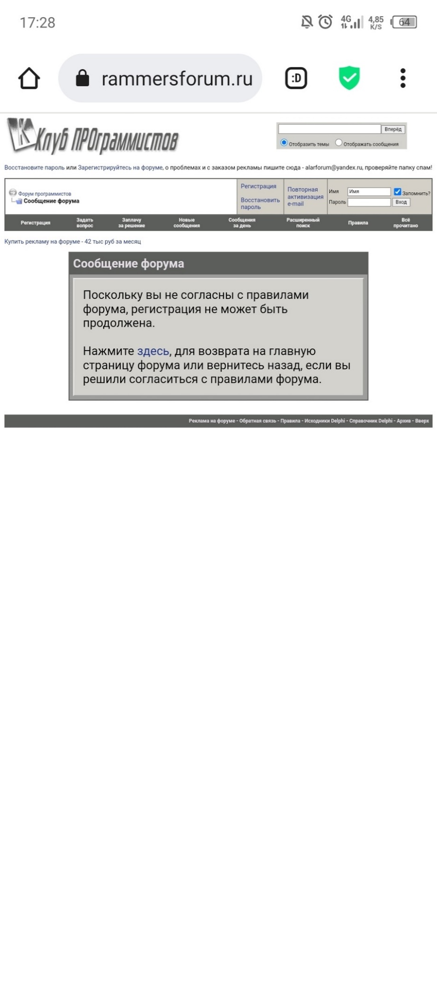 17:28
4G
4,85
K/S
64
rammersforum.ru
:D
Клуб ПРОграммистов
Вперёд
Отобразить темы Отображать сообщения
Восстановите пароль или Зарегистрируйтесь на форуме, о проблемах и с заказом рекламы пишите сюда - alarforum@yandex.ru, проверяйте папку спам!
Форум программистов
Сообщение форума
Регистрация
Восстановить
пароль
Повторная
активизация
e-mail
Имя Имя Запомнить?
Пароль Вход
Регистрация
Задать
вопрос
Заплачу
за решение
Новые
сообщения
Сообщения
за день
Расширенный
поиск
Правила
Всё
прочитано
Купить рекламу на форуме - 42 тыс руб за месяц
Сообщение форума
Поскольку вы не согласны с правилами
форума, регистрация не может быть
продолжена.
Нажмите здесь, для возврата на главную
страницу форума или вернитесь назад, если вы
решили согласиться с правилами форума.
Реклама на форуме - Обратная связь - Правила - Исходники Delphi - Справочник Delphi - Архив - Вверх